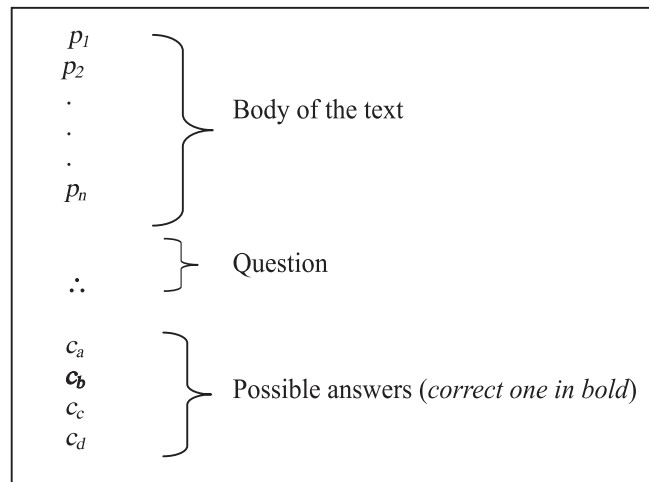 p1
p2
.
.
Body of the text
.
pn
Question
∴
ca
cb
Possible answers (correct one in bold)
cc
cd